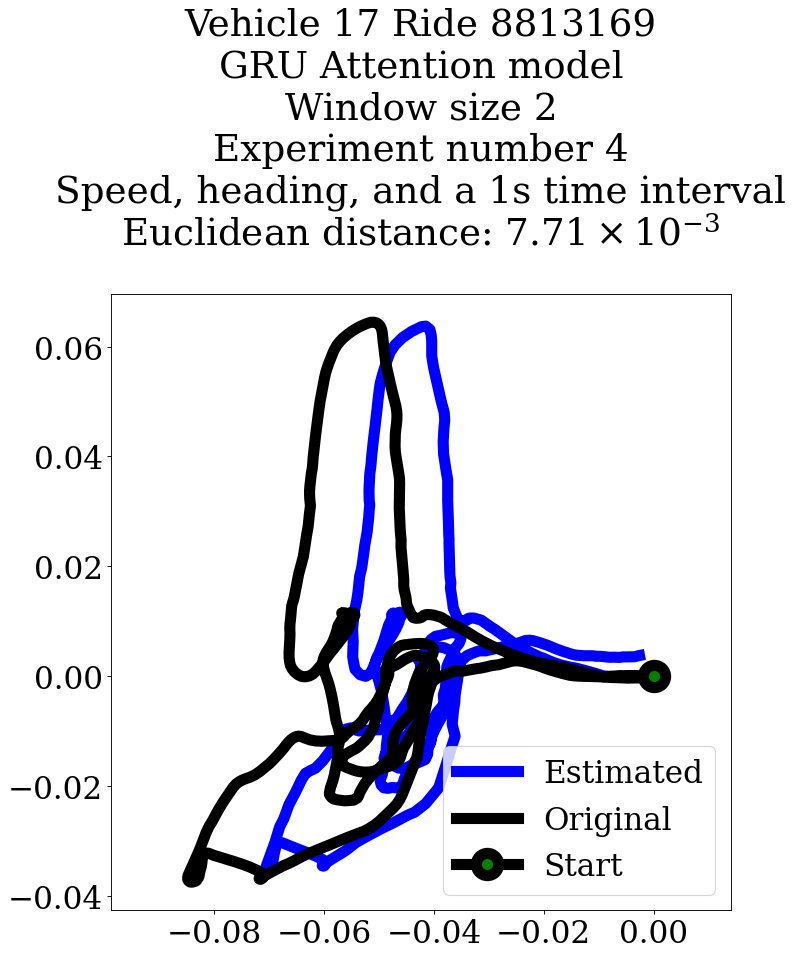 Vehicle 17 Ride 8813169
GRU Attention model
Window size 2
Experiment number 4
Speed, heading, and a 1s time interval
Euclidean distance: 7.71 × 10⁻³
0.06
0.04
0.02
0.00
−0.02
−0.04
−0.08 −0.06 −0.04 −0.02 0.00
Estimated
Original
Start